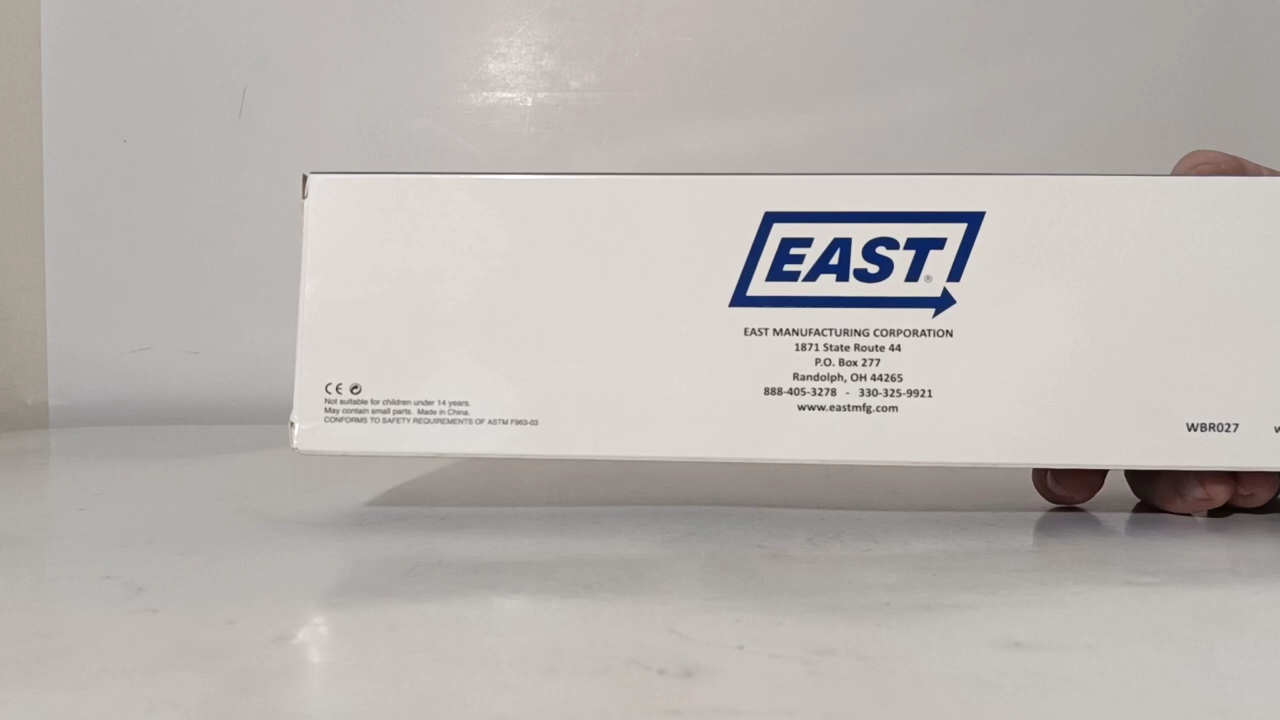 EAST®
EAST MANUFACTURING CORPORATION
1871 State Route 44
P.O. Box 277
Randolph, OH 44265
888-405-3278 - 330-325-9921
www.eastmfg.com
CE
Not suitable for children under 14 years.
May contain small parts. Made in China.
CONFORMS TO SAFETY REQUIREMENTS OF ASTM F963-03
WBR027